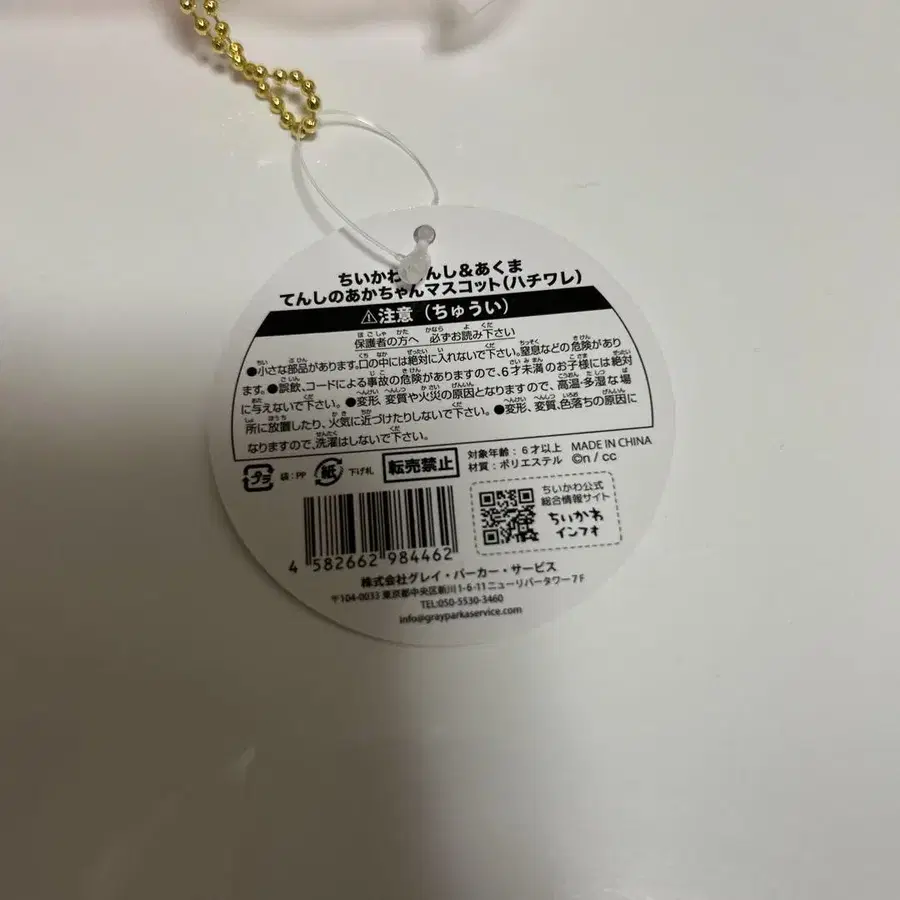 ちいかわ んし&あくま
てんしのあかちゃんマスコット(ハチワレ)
⚠注意(ちゅうい)
保護者の方へ 必ずお読み下さい
●小さな部品があります。口の中には絶対に入れないで下さい。窒息などの危険があり
ます。●誤飲、コードによる事故の危険がありますので、6才未満のお子様には絶対
に与えないで下さい。●変形、変質や火災の原因となりますので、高温・多湿な場
所に放置したり、火気に近づけたりしないで下さい。●変形、変質、色落ちの原因に
なりますので、洗濯はしないで下さい。
プラ 袋:PP 紙 下げ札 転売禁止
対象年齢:6才以上 MADE IN CHINA
材質:ポリエステル ©n / cc
4 582662 984462
ちいかわ公式
総合情報サイト
ちいかわ
インフォ
株式会社グレイ・パーカー・サービス
〒104-0033 東京都中央区新川1-6-11ニューリバータワー7F
TEL:050-5530-3460
info@grayparkaservice.com